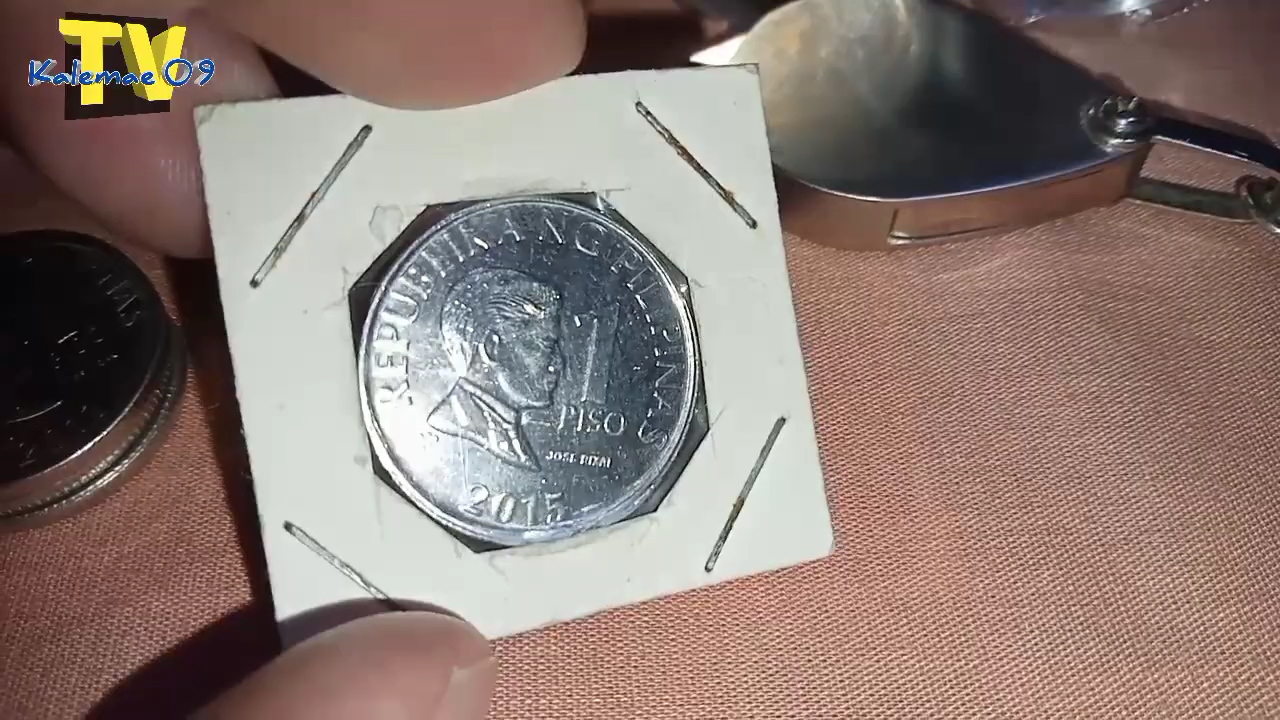 TV
Kalemae 09
REPUBLIKA NG PILIPINAS
1
PISO
JOSE RIZAL
2015